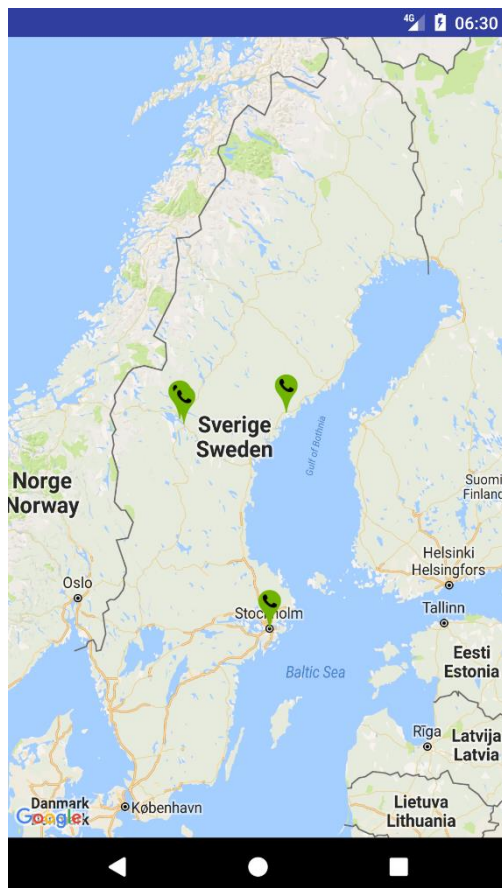 4G 06:30
Sverige
Sweden
Gulf of Bothnia
Norge
Norway
Suomi
Finland
Helsinki
Helsingfors
Oslo
Tallinn
Stockholm
Eesti
Estonia
Baltic Sea
Rīga
Latvija
Latvia
Danmark
København
Google
Lietuva
Lithuania